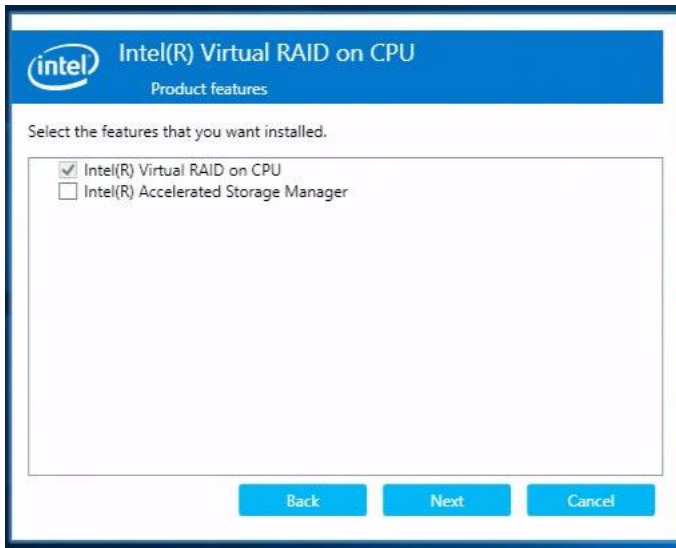 intel
Intel(R) Virtual RAID on CPU
Product features
Select the features that you want installed.
Intel(R) Virtual RAID on CPU
Intel(R) Accelerated Storage Manager
Back Next Cancel